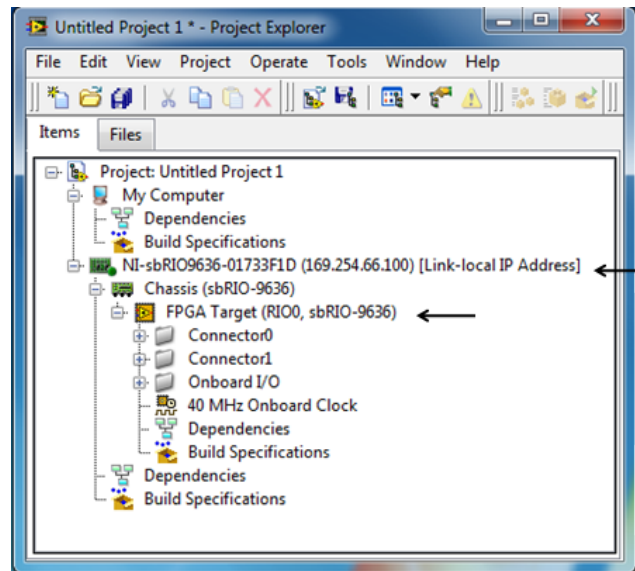 Untitled Project 1 * - Project Explorer
File Edit View Project Operate Tools Window Help
Items Files
Project: Untitled Project 1
My Computer
Dependencies
Build Specifications
NI-sbRIO9636-01733F1D (169.254.66.100) [Link-local IP Address]
Chassis (sbRIO-9636)
FPGA Target (RIO0, sbRIO-9636)
Connector0
Connector1
Onboard I/O
40 MHz Onboard Clock
Dependencies
Build Specifications
Dependencies
Build Specifications